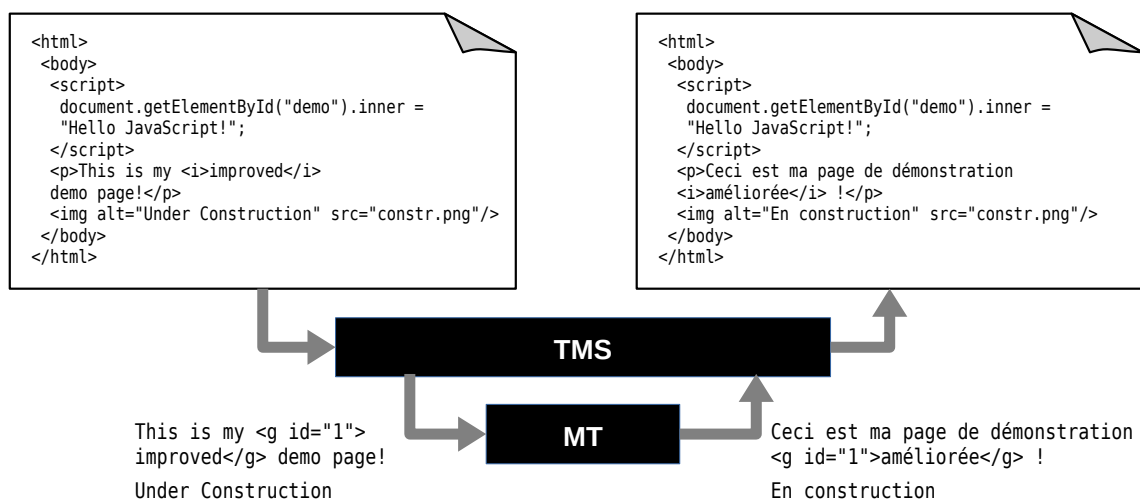 <html>
<body>
<script>
document.getElementById("demo").inner =
"Hello JavaScript!";
</script>
<p>This is my <i>improved</i>
demo page!</p>
<img alt="Under Construction" src="constr.png"/>
</body>
</html>
<html>
<body>
<script>
document.getElementById("demo").inner =
"Hello JavaScript!";
</script>
<p>Ceci est ma page de démonstration
<i>améliorée</i> !</p>
<img alt="En construction" src="constr.png"/>
</body>
</html>
TMS
MT
This is my <g id="1">
improved</g> demo page!
Under Construction
Ceci est ma page de démonstration
<g id="1">améliorée</g> !
En construction